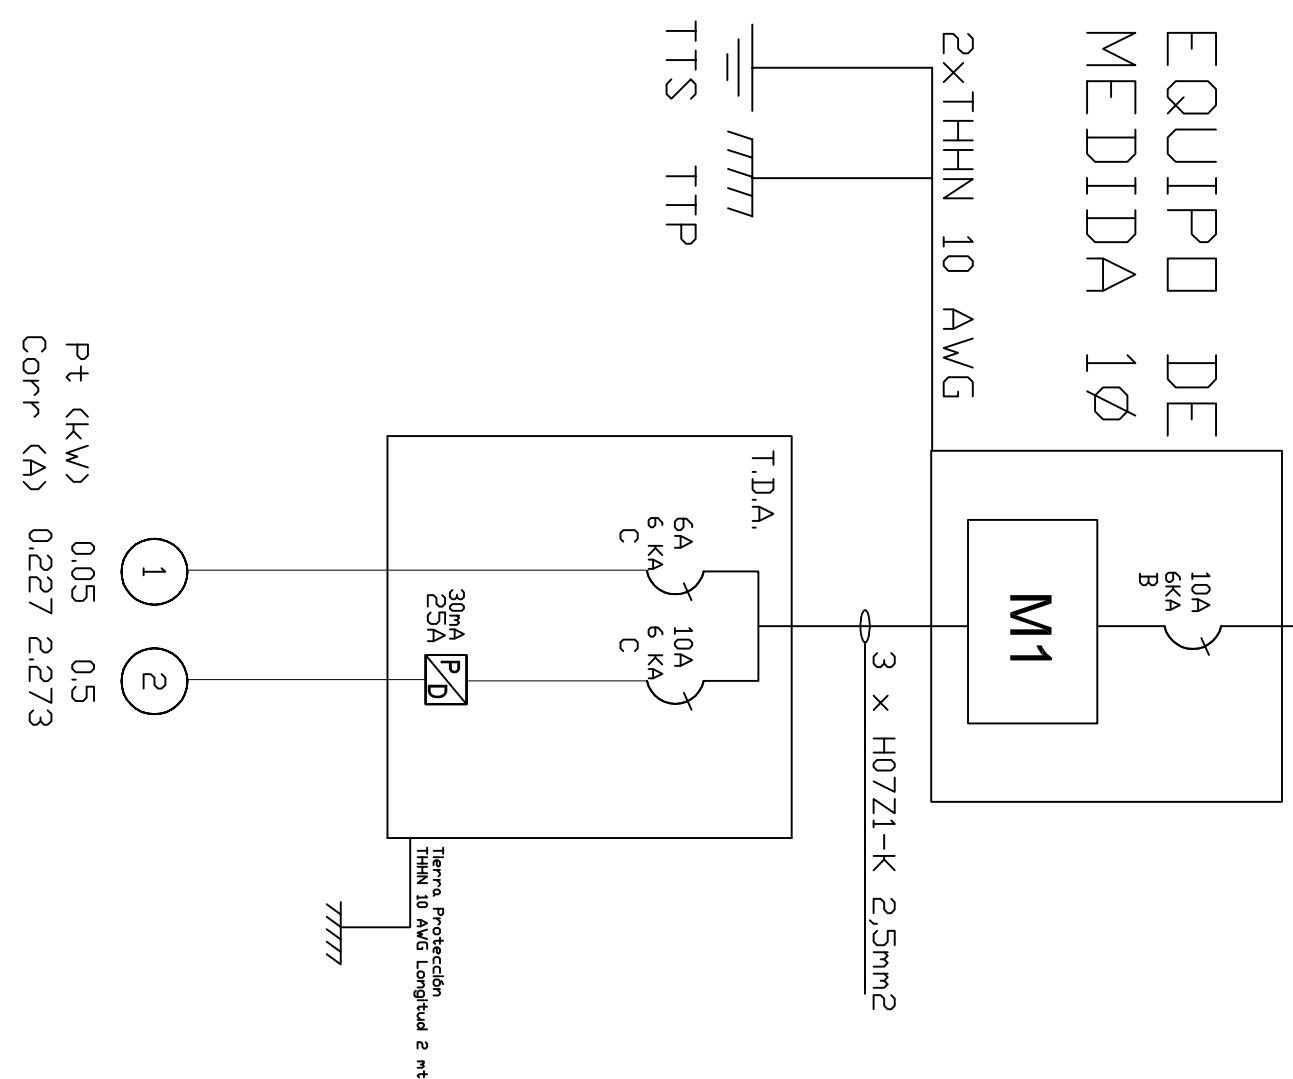 EQUIPO DE
MEDIDA 1Ø
10A
6KA
B
M1
2xTHHN 10 AWG
TTS TTP
3 x H07Z1-K 2,5mm2
T.D.A.
6A
6 KA
C
10A
6 KA
C
30mA
25A
P/D
Tierra Protección
THHN 10 AWG Longitud 2 mt
1 2
Pt (kW) 0.05 0.5
Corr (A) 0.227 2.273